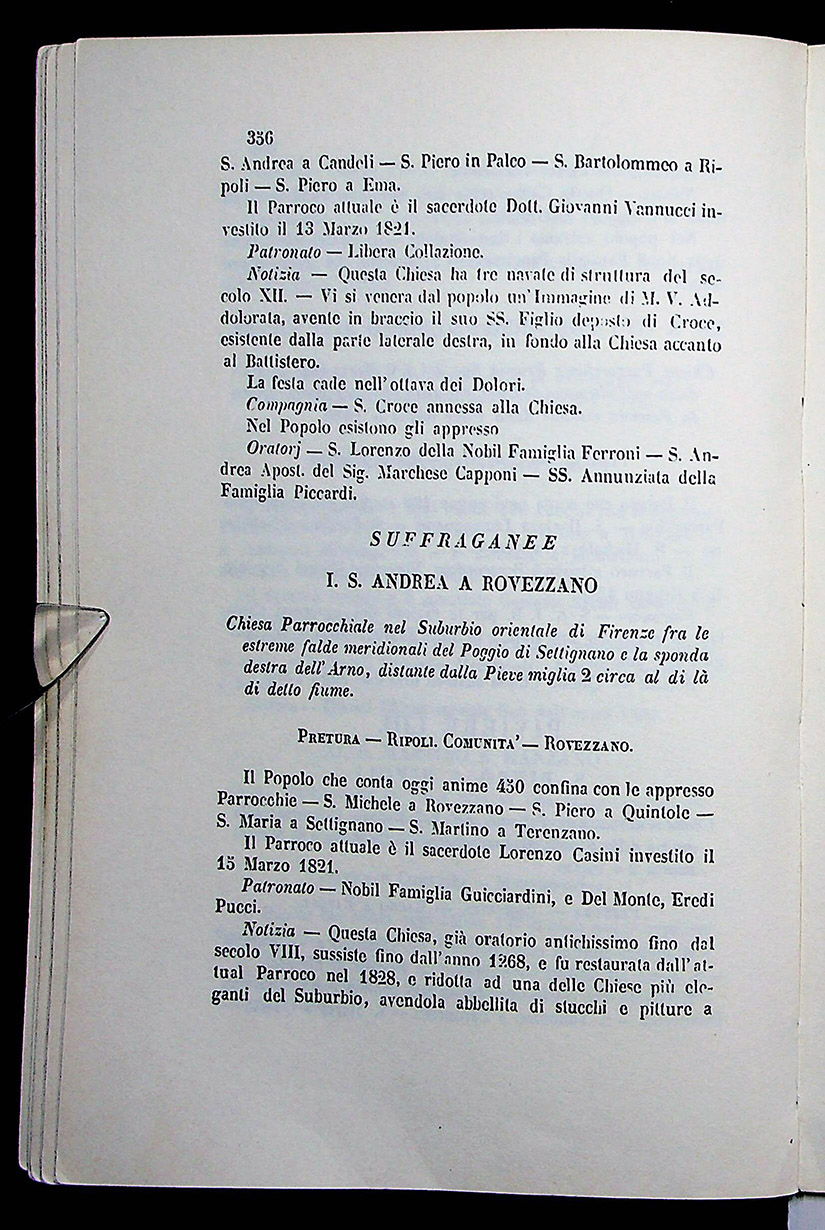 356
S. Andrea a Candeli — S. Piero in Palco — S. Bartolommeo a Ri-
poli — S. Piero a Ema.
Il Parroco attuale è il sacerdote Dott. Giovanni Vannucci in-
vestito il 13 Marzo 1821.
Patronato — Libera Collazione.
Notizia — Questa Chiesa ha tre navate di struttura del se-
colo XII. — Vi si venera dal popolo un'Immagine di M. V. Ad-
dolorata, avente in braccio il suo SS. Figlio deposto di Croce,
esistente dalla parte laterale destra, in fondo alla Chiesa accanto
al Battistero.
La festa cade nell'ottava dei Dolori.
Compagnia — S. Croce annessa alla Chiesa.
Nel Popolo esistono gli appresso
Oratorj — S. Lorenzo della Nobil Famiglia Ferroni — S. An-
drea Apost. del Sig. Marchese Capponi — SS. Annunziata della
Famiglia Piccardi.
SUFFRAGANEE
I. S. ANDREA A ROVEZZANO
Chiesa Parrocchiale nel Suburbio orientale di Firenze fra le
estreme falde meridionali del Poggio di Settignano e la sponda
destra dell'Arno, distante dalla Pieve miglia 2 circa al di là
di detto fiume.
PRETURA — RIPOLI. COMUNITA' — ROVEZZANO.
Il Popolo che conta oggi anime 450 confina con le appresso
Parrocchie — S. Michele a Rovezzano — S. Piero a Quintole —
S. Maria a Settignano — S. Martino a Terenzano.
Il Parroco attuale è il sacerdote Lorenzo Casini investito il
15 Marzo 1821.
Patronato — Nobil Famiglia Guicciardini, e Del Monte, Eredi
Pucci.
Notizia — Questa Chiesa, già oratorio antichissimo fino dal
secolo VIII, sussiste fino dall'anno 1268, e fu restaurata dall'at-
tual Parroco nel 1828, e ridotta ad una delle Chiese più ele-
ganti del Suburbio, avendola abbellita di stucchi e pitture a